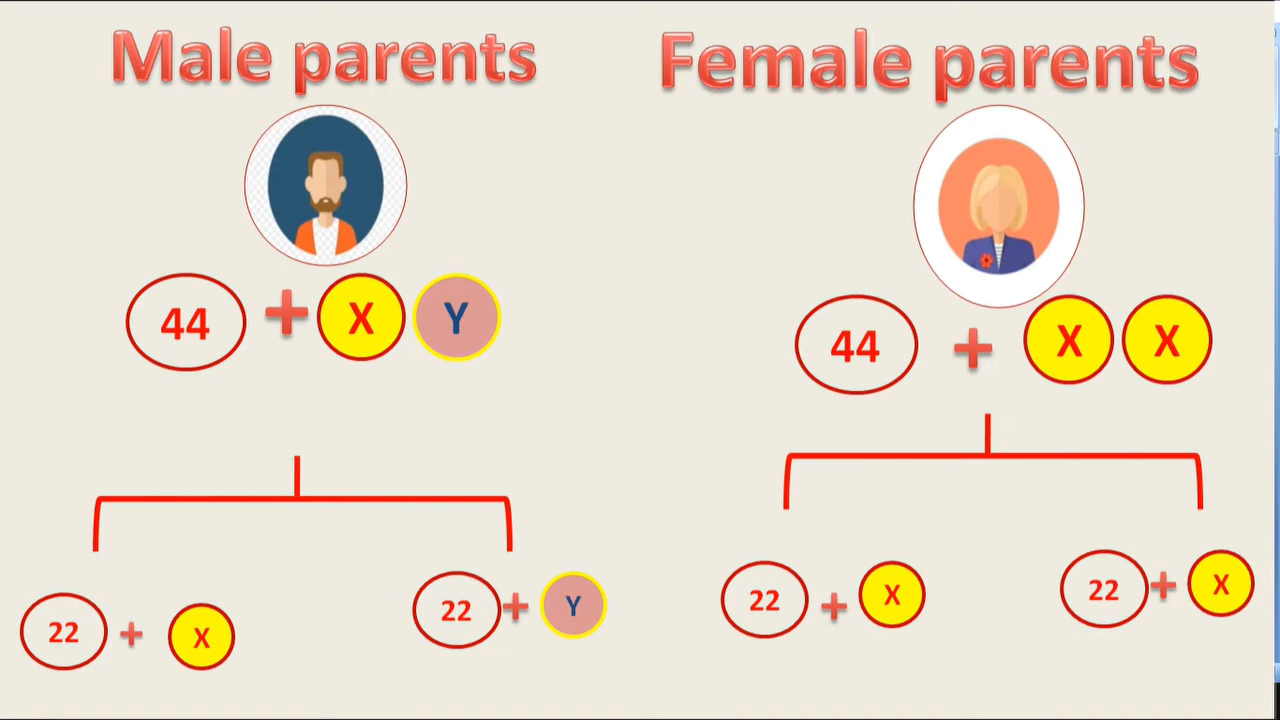 Male parents
Female parents
44 + X Y
44 + X X
22 + X
22 + Y
22 + X
22 + X